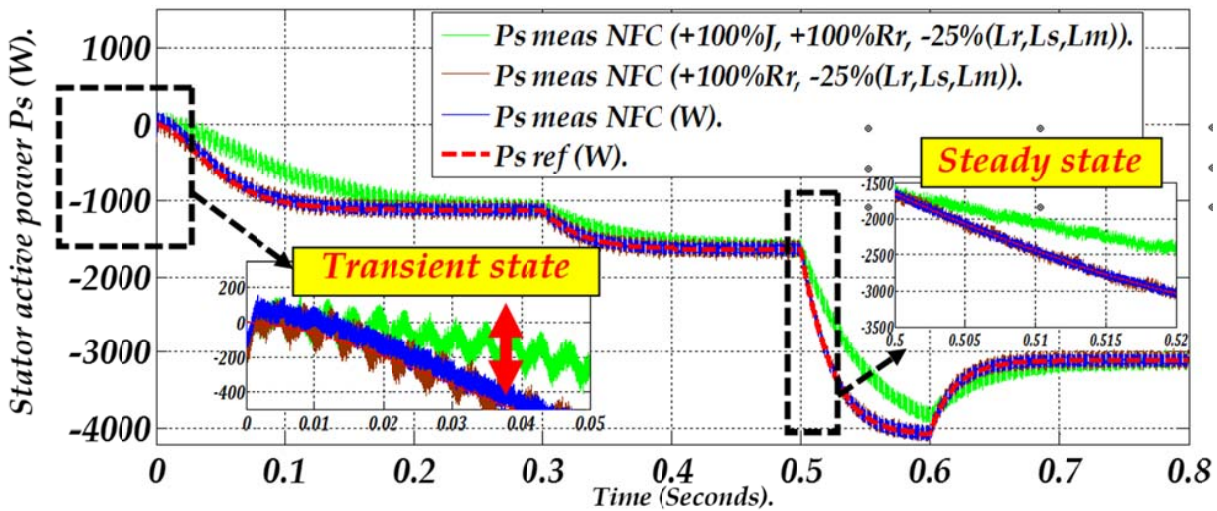 Stator active power Ps (W).
1000
0
-1000
-2000
-3000
-4000
Ps meas NFC (+100%J, +100%Rr, -25%(Lr,Ls,Lm)).
Ps meas NFC (+100%Rr, -25%(Lr,Ls,Lm)).
Ps meas NFC (W).
Ps ref (W).
Steady state
-1500
-2000
-2500
-3000
-3500
0.5 0.505 0.51 0.515 0.52
Transient state
200
0
-200
-400
0 0.01 0.02 0.03 0.04 0.05
0 0.1 0.2 0.3 0.4 0.5 0.6 0.7 0.8
Time (Seconds).